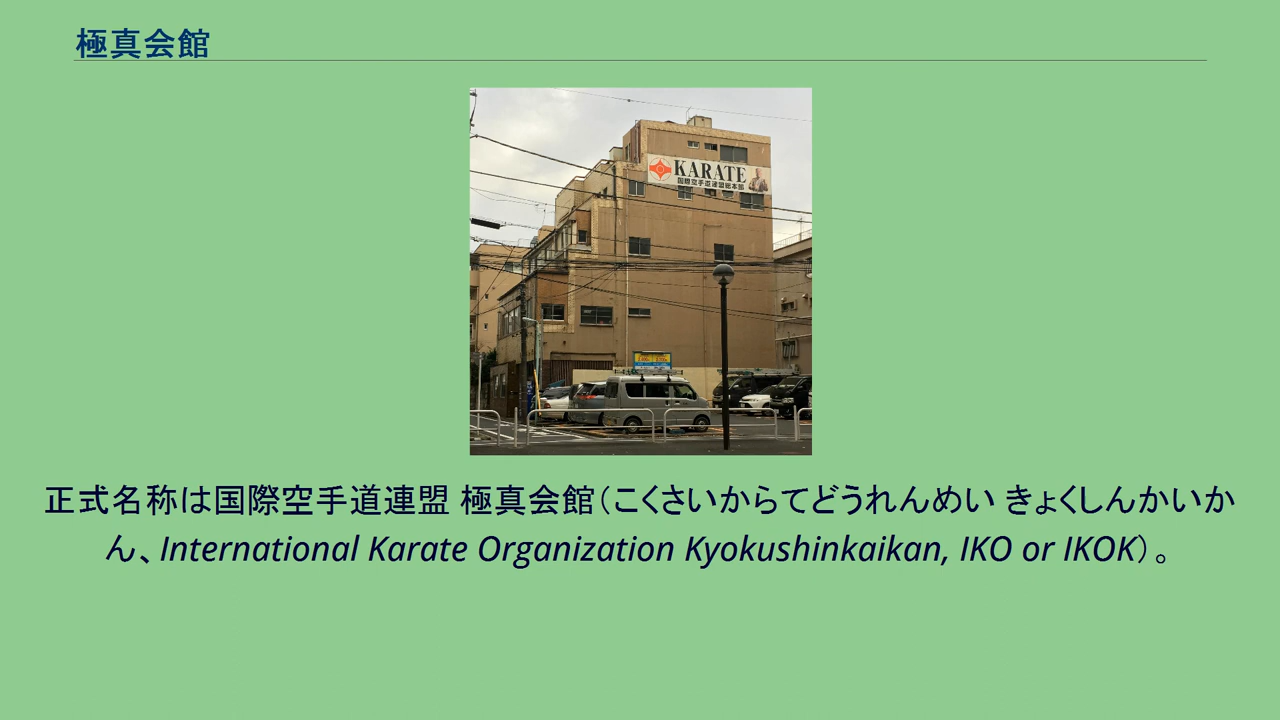 極真会館
KARATE
国際空手道連盟総本部
正式名称は国際空手道連盟 極真会館（こくさいからてどうれんめい きょくしんかいか
ん、International Karate Organization Kyokushinkaikan, IKO or IKOK）。